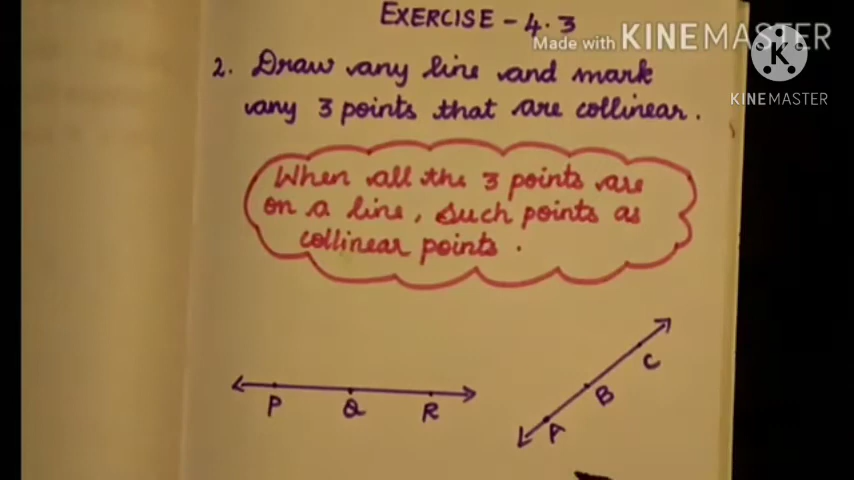 EXERCISE - 4.3
Made with KINEMASTER
K
KINEMASTER
2. Draw any line and mark
any 3 points that are collinear.
When all the 3 points are
on a line, such points as
collinear points.
P Q R
A B C